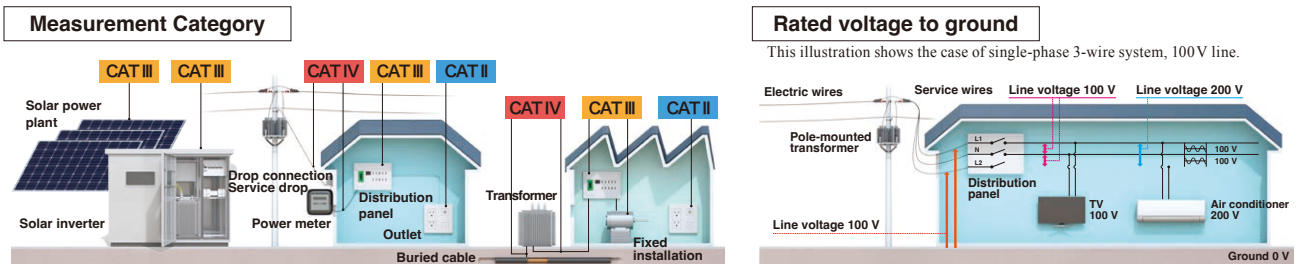 Measurement Category
CAT III
CAT III
CAT IV
CAT III
CAT II
CAT IV
CAT III
CAT II
Solar power
plant
Solar inverter
Drop connection
Service drop
Power meter
Distribution
panel
Outlet
Transformer
Buried cable
Fixed
installation
Rated voltage to ground
This illustration shows the case of single-phase 3-wire system, 100 V line.
Electric wires
Service wires
Line voltage 100 V
Line voltage 200 V
Pole-mounted
transformer
L1
N
L2
100 V
100 V
Distribution
panel
Line voltage 100 V
TV
100 V
Air conditioner
200 V
Ground 0 V